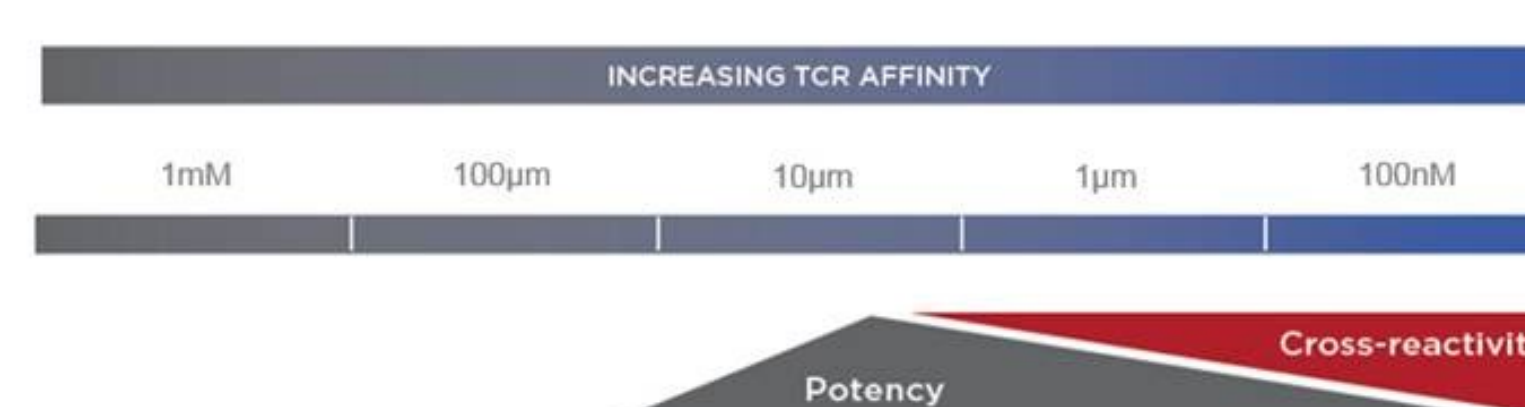 INCREASING TCR AFFINITY
1mM 100µm 10µm 1µm 100nM
Cross-reactivit
Potency